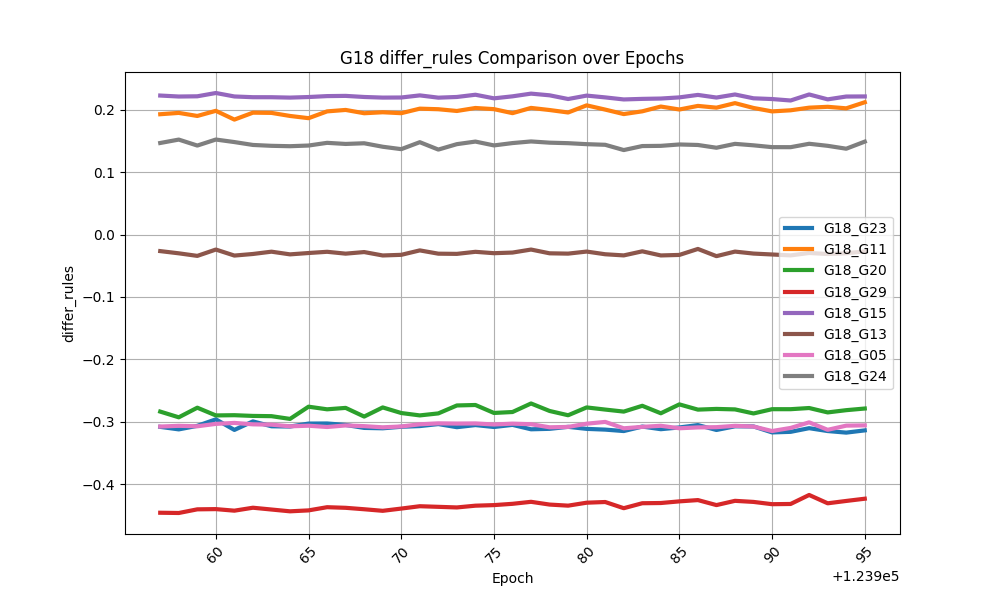 G18 differ_rules Comparison over Epochs
differ_rules
0.2
0.1
0.0
−0.1
−0.2
−0.3
−0.4
G18_G23
G18_G11
G18_G20
G18_G29
G18_G15
G18_G13
G18_G05
G18_G24
60
65
70
75
80
85
90
95
+1.239e5
Epoch